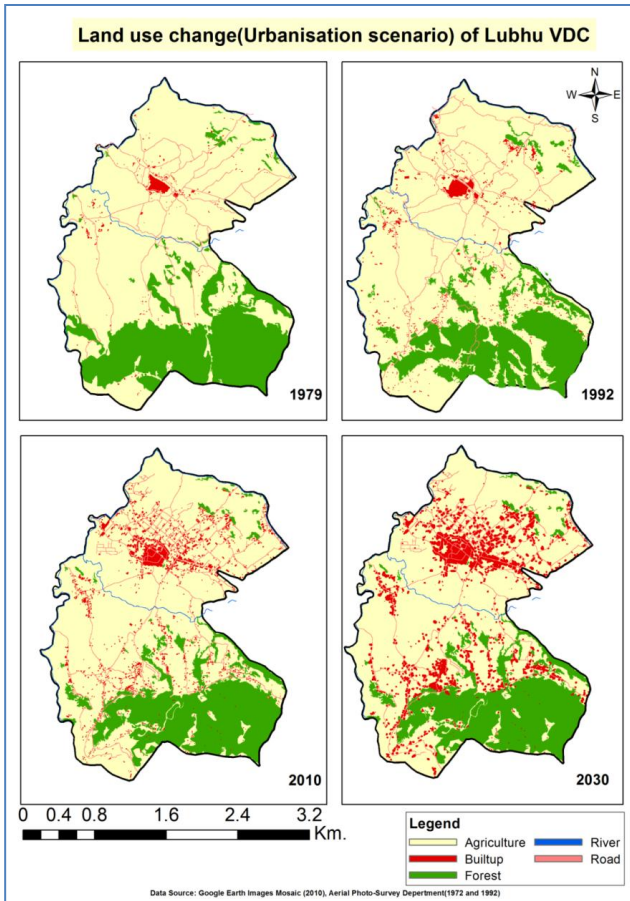 Land use change(Urbanisation scenario) of Lubhu VDC
N
W E
S
1979
1992
2010
2030
0 0.4 0.8 1.6 2.4 3.2
Km.
Legend
Agriculture River
Builtup Road
Forest
Data Source: Google Earth Images Mosaic (2010), Aerial Photo-Survey Depertment(1972 and 1992)